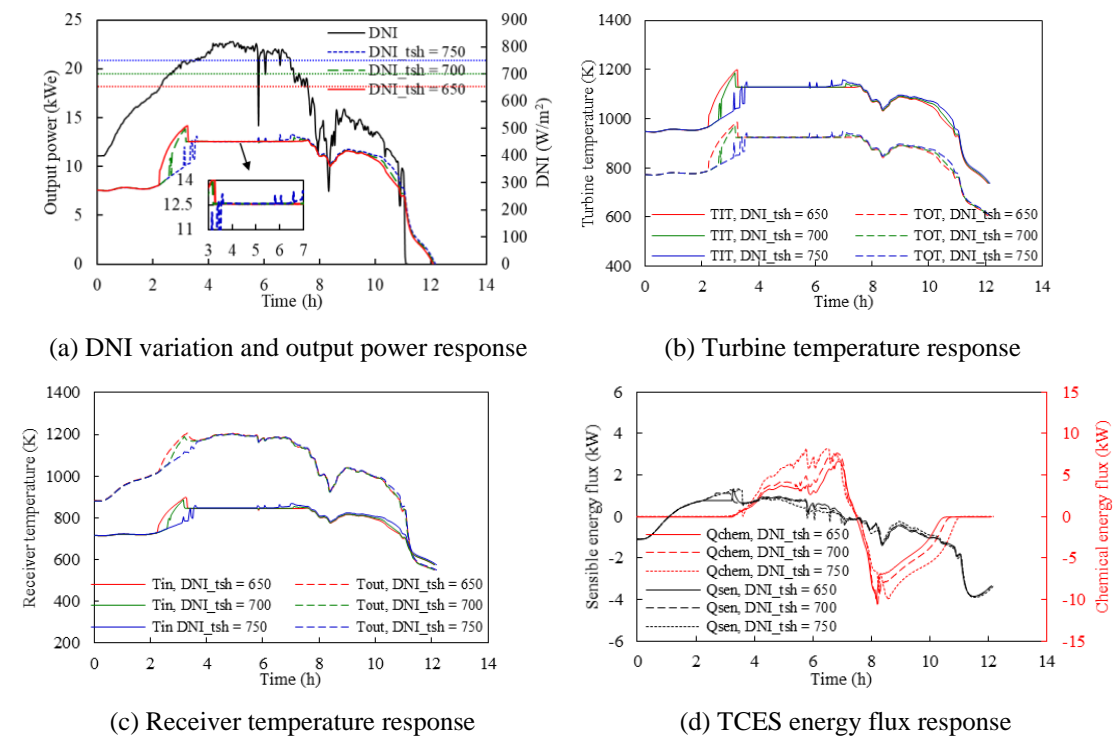 25
20
15
10
5
0
Output power (kWe)
900
800
700
600
500
400
300
200
100
0
DNI (W/m²)
DNI
DNI_tsh = 750
DNI_tsh = 700
DNI_tsh = 650
14
12.5
11
3 4 5 6 7
0 2 4 6 8 10 12 14
Time (h)
(a) DNI variation and output power response
1400
1200
1000
800
600
400
Turbine temperature (K)
TIT, DNI_tsh = 650
TIT, DNI_tsh = 700
TIT, DNI_tsh = 750
TOT, DNI_tsh = 650
TOT, DNI_tsh = 700
TOT, DNI_tsh = 750
0 2 4 6 8 10 12 14
Time (h)
(b) Turbine temperature response
1400
1200
1000
800
600
400
200
Receiver temperature (K)
Tin, DNI_tsh = 650
Tin, DNI_tsh = 700
Tin DNI_tsh = 750
Tout, DNI_tsh = 650
Tout, DNI_tsh = 700
Tout, DNI_tsh = 750
0 2 4 6 8 10 12 14
Time (h)
(c) Receiver temperature response
6
4
2
0
-2
-4
-6
Sensible energy flux (kW)
15
10
5
0
-5
-10
-15
Chemical energy flux (kW)
Qchem, DNI_tsh = 650
Qchem, DNI_tsh = 700
Qchem, DNI_tsh = 750
Qsen, DNI_tsh = 650
Qsen, DNI_tsh = 700
Qsen, DNI_tsh = 750
0 2 4 6 8 10 12 14
Time (h)
(d) TCES energy flux response